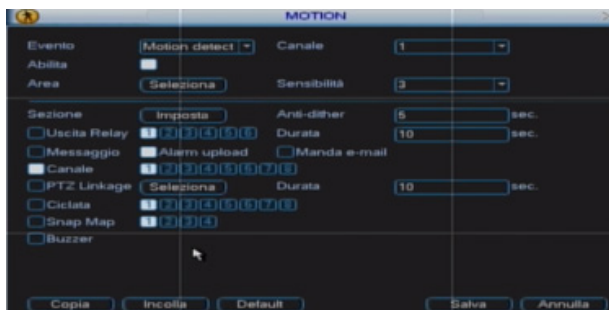 MOTION
Evento Motion detect Canale 1
Abilita
Area Seleziona Sensibilità 3
Sezione Imposta Anti-dither 5 sec.
Uscita Relay 1 2 3 4 5 6 Durata 10 sec.
Messaggio Alarm upload Manda e-mail
Canale 1 2 3 4 5 6 7 8
PTZ Linkage Seleziona Durata 10 sec.
Ciclata 1 2 3 4 5 6 7 8
Snap Map 1 2 3 4
Buzzer
Copia Incolla Default Salva Annulla